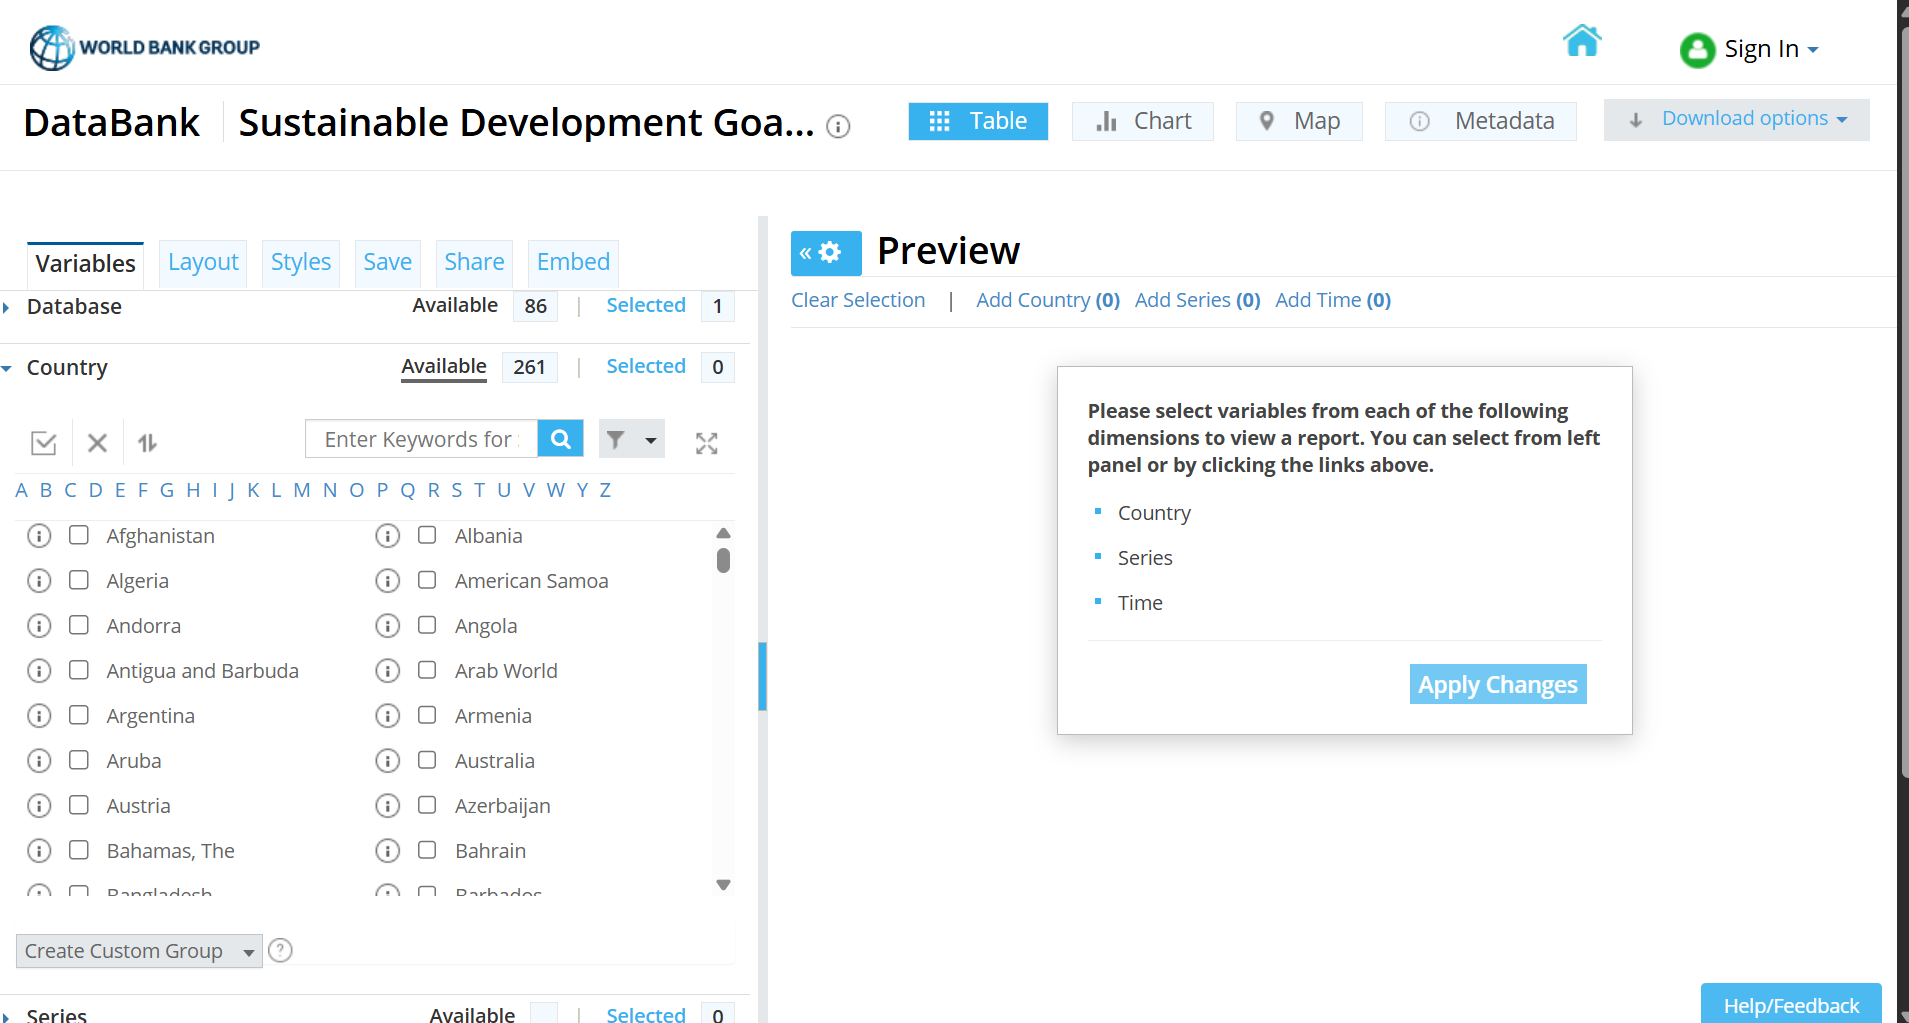 WORLD BANK GROUP
Sign In
DataBank
Sustainable Development Goa...
Table
Chart
Map
Metadata
Download options
Variables
Layout
Styles
Save
Share
Embed
Preview
Clear Selection | Add Country (0) Add Series (0) Add Time (0)
Database Available 86 | Selected 1
Country Available 261 | Selected 0
Enter Keywords for
A B C D E F G H I J K L M N O P Q R S T U V W Y Z
Afghanistan Albania
Algeria American Samoa
Andorra Angola
Antigua and Barbuda Arab World
Argentina Armenia
Aruba Australia
Austria Azerbaijan
Bahamas, The Bahrain
Bangladesh Barbados
Create Custom Group
Series Available | Selected 0
Please select variables from each of the following
dimensions to view a report. You can select from left
panel or by clicking the links above.
Country
Series
Time
Apply Changes
Help/Feedback